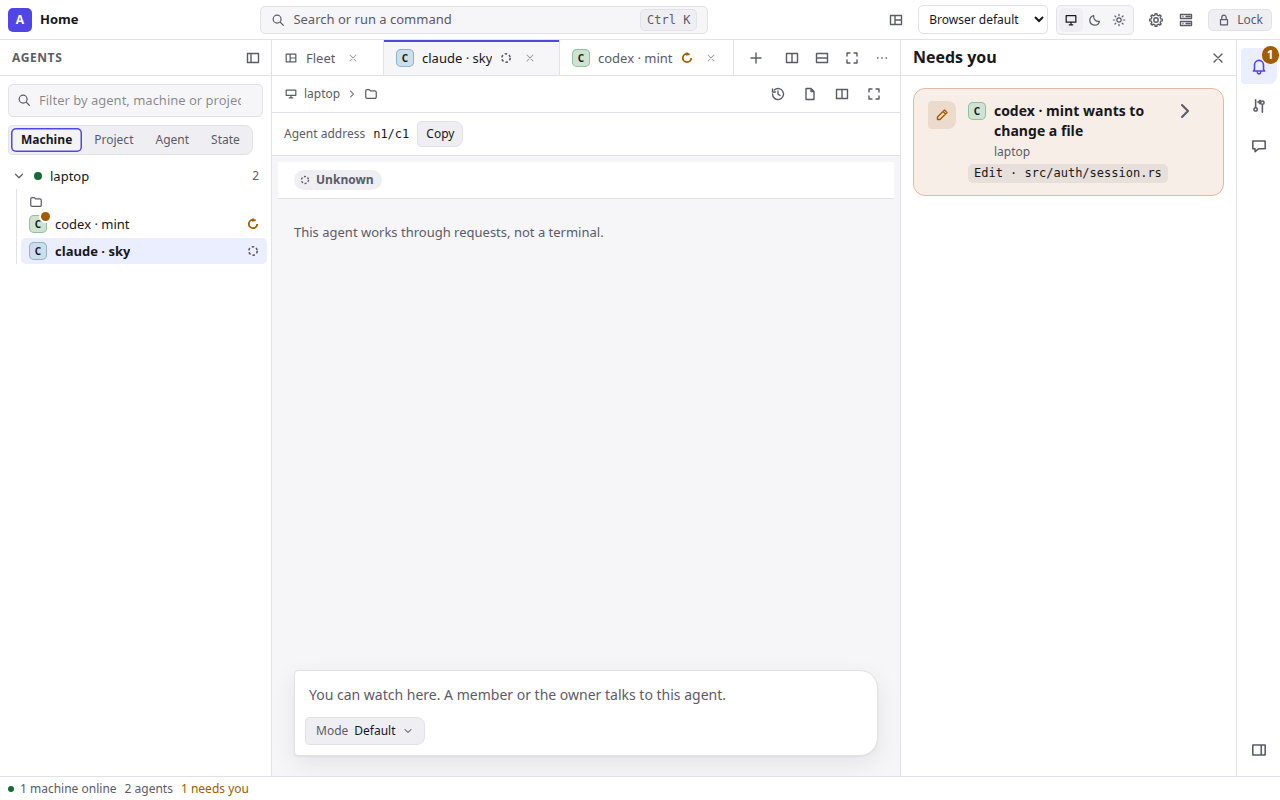 A Home
Search or run a command Ctrl K
Browser default
Lock
AGENTS
Filter by agent, machine or projec
Machine Project Agent State
laptop 2
C codex · mint
C claude · sky
Fleet
C claude · sky
C codex · mint
laptop
Agent address n1/c1 Copy
Unknown
This agent works through requests, not a terminal.
You can watch here. A member or the owner talks to this agent.
Mode Default
Needs you
C codex · mint wants to
change a file
laptop
Edit · src/auth/session.rs
1
1 machine online 2 agents 1 needs you